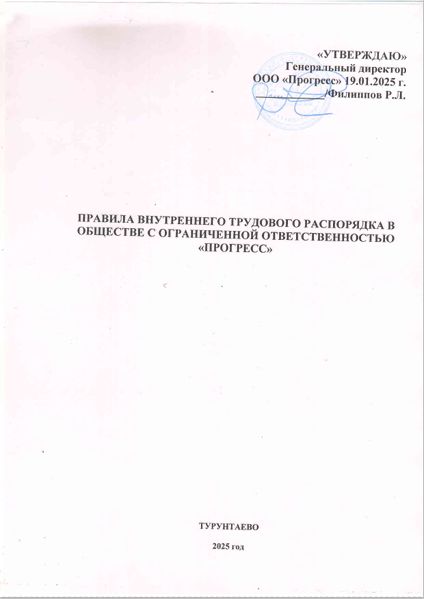 «УТВЕРЖДАЮ»
Генеральный директор
ООО «Прогресс» 19.01.2025 г.
____________/Филиппов Р.Л.
ПРАВИЛА ВНУТРЕННЕГО ТРУДОВОГО РАСПОРЯДКА В
ОБЩЕСТВЕ С ОГРАНИЧЕННОЙ ОТВЕТСТВЕННОСТЬЮ
«ПРОГРЕСС»
ТУРУНТАЕВО
2025 год